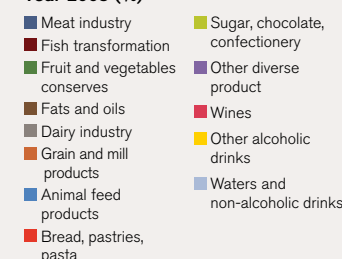 Meat industry
Fish transformation
Fruit and vegetables
conserves
Fats and oils
Dairy industry
Grain and mill
products
Animal feed
products
Bread, pastries,
pasta
Sugar, chocolate,
confectionery
Other diverse
product
Wines
Other alcoholic
drinks
Waters and
non-alcoholic drinks